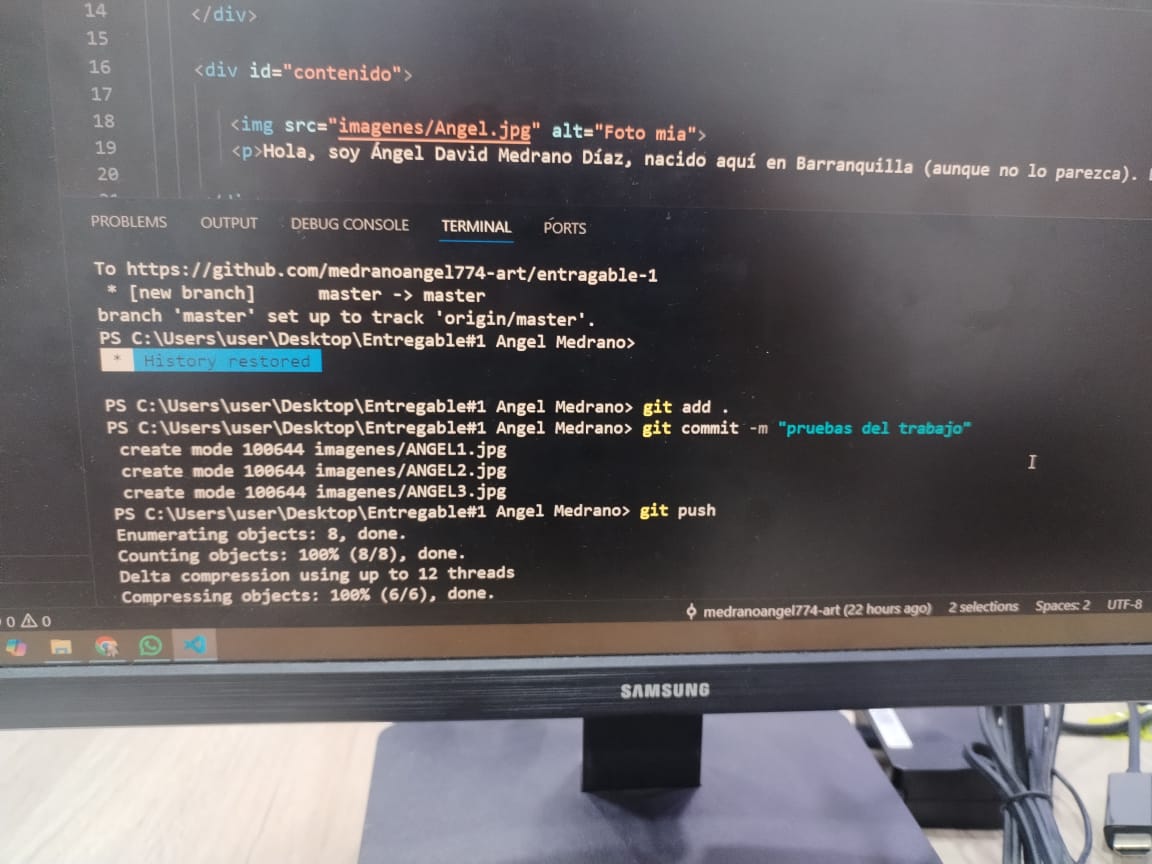 14 </div>
15
16 <div id="contenido">
17
18 <img src="imagenes/Angel.jpg" alt="Foto mia">
19 <p>Hola, soy Ángel David Medrano Díaz, nacido aquí en Barranquilla (aunque no lo parezca).
20
PROBLEMS OUTPUT DEBUG CONSOLE TERMINAL PORTS
To https://github.com/medranoangel774-art/entragable-1
* [new branch] master -> master
branch 'master' set up to track 'origin/master'.
PS C:\Users\user\Desktop\Entregable#1 Angel Medrano>
* History restored
PS C:\Users\user\Desktop\Entregable#1 Angel Medrano> git add .
PS C:\Users\user\Desktop\Entregable#1 Angel Medrano> git commit -m "pruebas del trabajo"
create mode 100644 imagenes/ANGEL1.jpg
create mode 100644 imagenes/ANGEL2.jpg
create mode 100644 imagenes/ANGEL3.jpg
PS C:\Users\user\Desktop\Entregable#1 Angel Medrano> git push
Enumerating objects: 8, done.
Counting objects: 100% (8/8), done.
Delta compression using up to 12 threads
Compressing objects: 100% (6/6), done.
0 0 medranoangel774-art (22 hours ago) 2 selections Spaces: 2 UTF-8
SAMSUNG